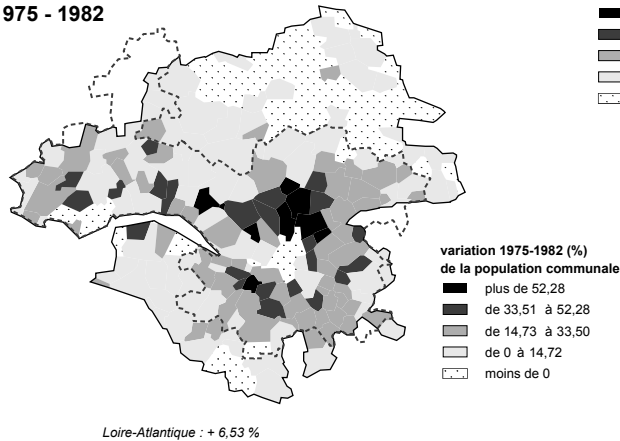 975 - 1982
variation 1975-1982 (%)
de la population communale
plus de 52,28
de 33,51 à 52,28
de 14,73 à 33,50
de 0 à 14,72
moins de 0
Loire-Atlantique : + 6,53 %